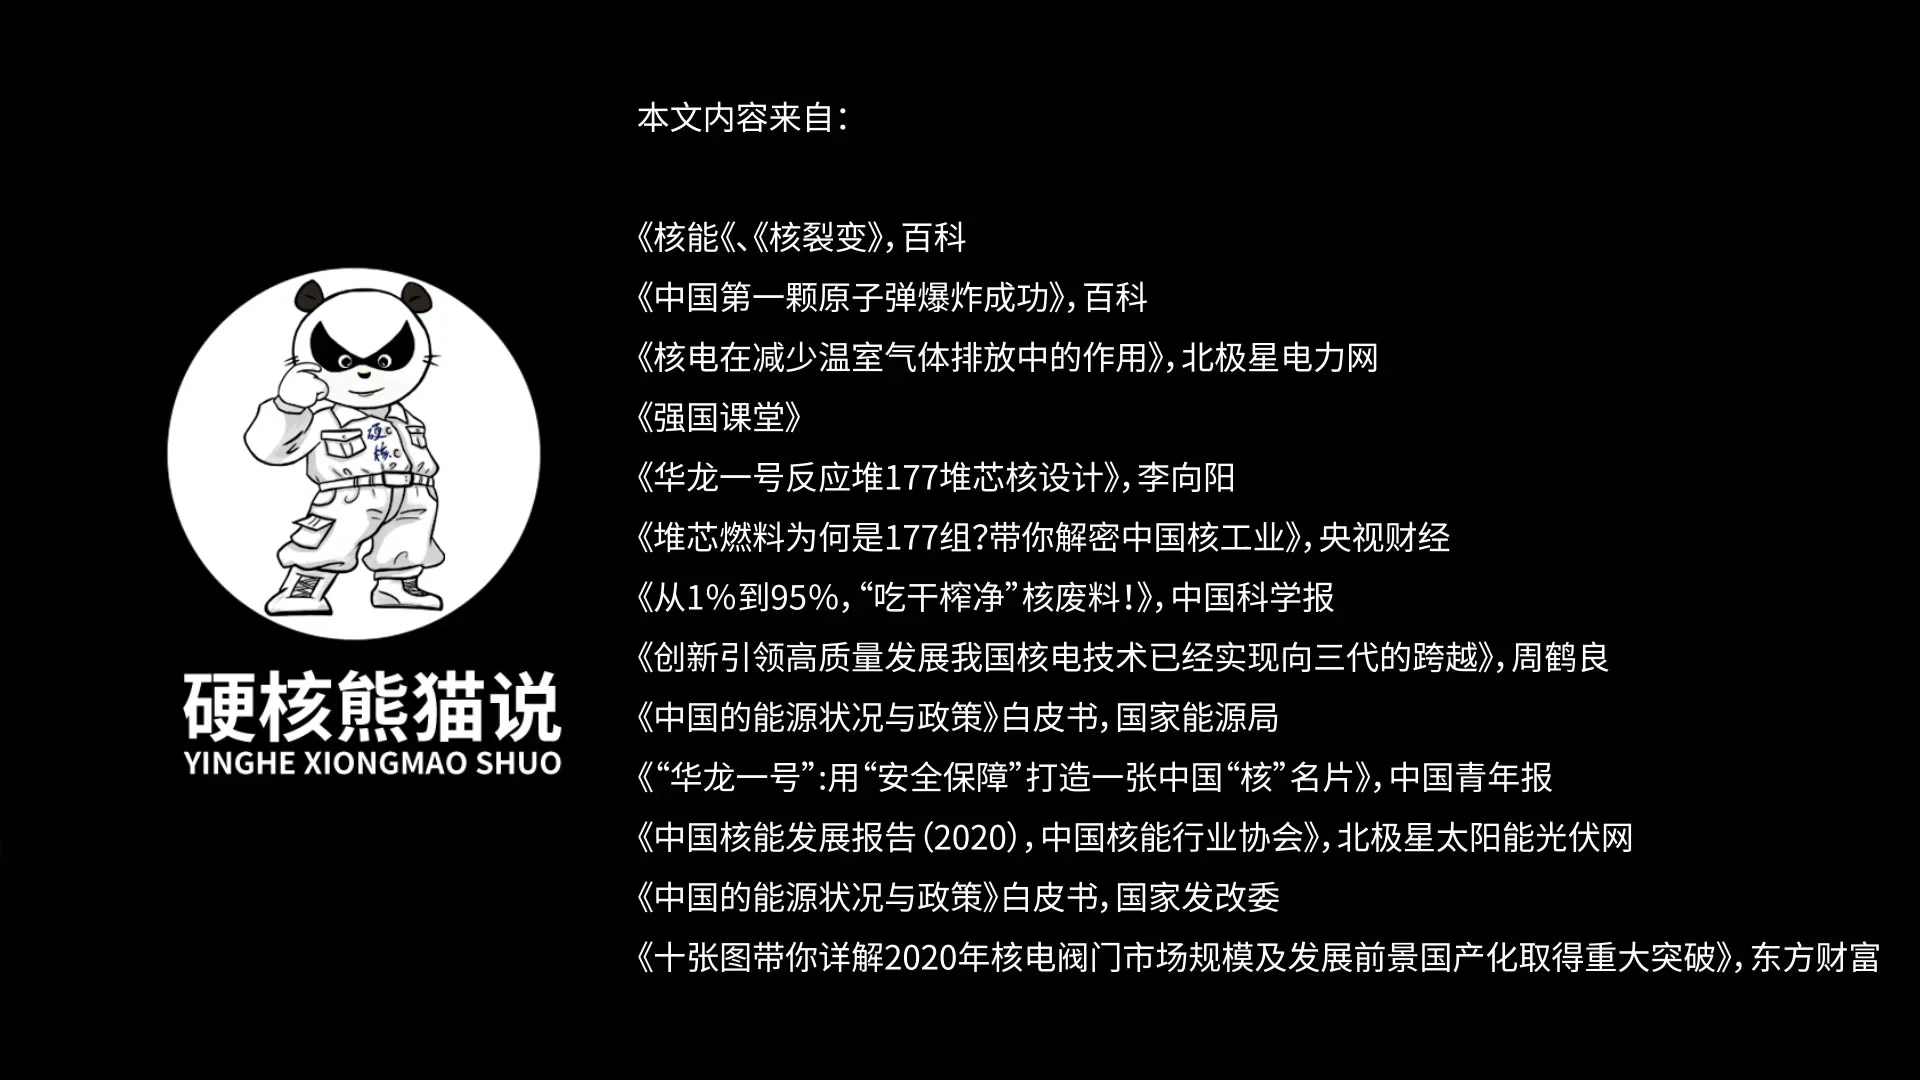 本文内容来自：
《核能《、《核裂变》，百科
《中国第一颗原子弹爆炸成功》，百科
《核电在减少温室气体排放中的作用》，北极星电力网
《强国课堂》
《华龙一号反应堆177堆芯核设计》，李向阳
《堆芯燃料为何是177组？带你解密中国核工业》，央视财经
《从1%到95%，“吃干榨净”核废料！》，中国科学报
《创新引领高质量发展我国核电技术已经实现向三代的跨越》，周鹤良
《中国的能源状况与政策》白皮书，国家能源局
《“华龙一号”：用“安全保障”打造一张中国“核”名片》，中国青年报
《中国核能发展报告（2020），中国核能行业协会》，北极星太阳能光伏网
《中国的能源状况与政策》白皮书，国家发改委
《十张图带你详解2020年核电阀门市场规模及发展前景国产化取得重大突破》，东方财富
硬C
核.C
硬核熊猫说
YINGHE XIONGMAO SHUO